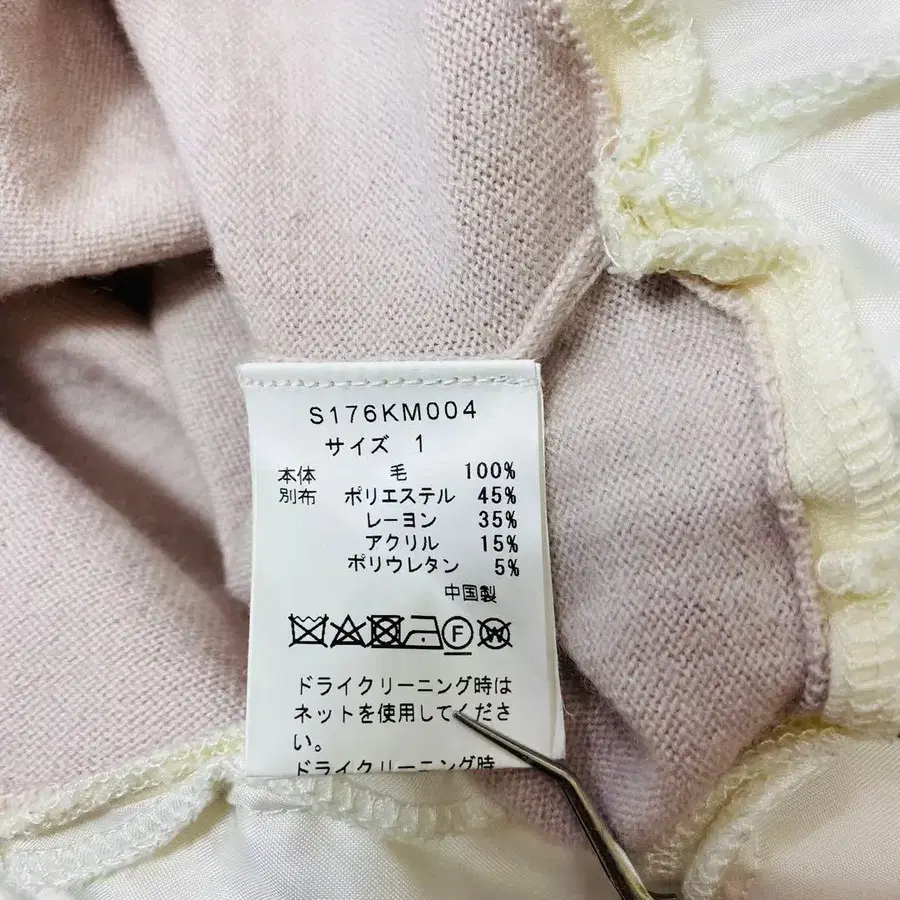 S176KM004
サイズ 1
本体 毛 100%
別布 ポリエステル 45%
レーヨン 35%
アクリル 15%
ポリウレタン 5%
中国製
F W
ドライクリーニング時は
ネットを使用してくださ
い。
ドライクリーニング時